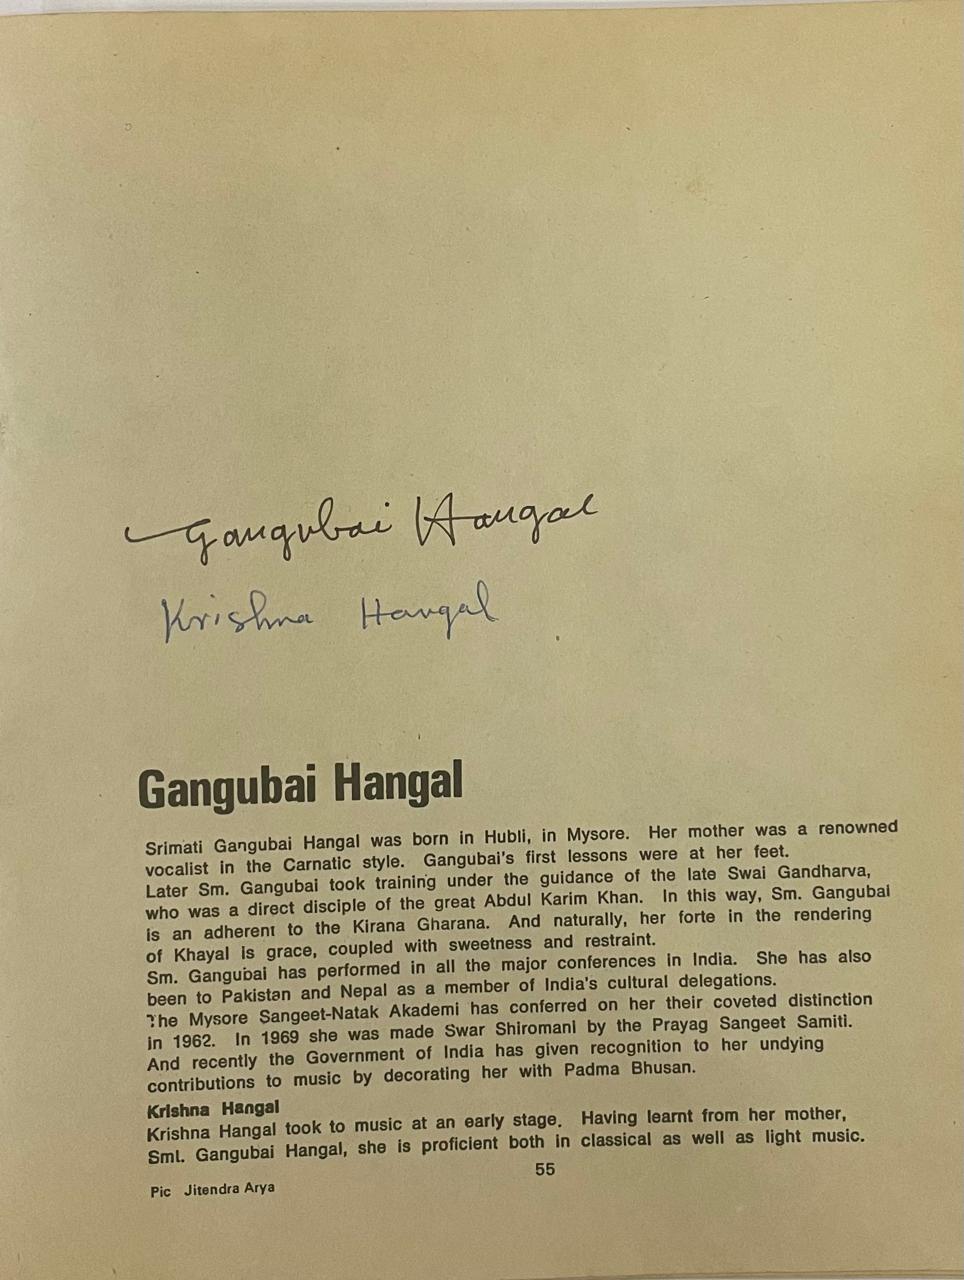 Gangubai Hangal
Krishna Hangal
Gangubai Hangal
Srimati Gangubai Hangal was born in Hubli, in Mysore. Her mother was a renowned
vocalist in the Carnatic style. Gangubai's first lessons were at her feet.
Later Sm. Gangubai took training under the guidance of the late Swai Gandharva,
who was a direct disciple of the great Abdul Karim Khan. In this way, Sm. Gangubai
is an adherent to the Kirana Gharana. And naturally, her forte in the rendering
of Khayal is grace, coupled with sweetness and restraint.
Sm. Gangubai has performed in all the major conferences in India. She has also
been to Pakistan and Nepal as a member of India's cultural delegations.
The Mysore Sangeet-Natak Akademi has conferred on her their coveted distinction
in 1962. In 1969 she was made Swar Shiromani by the Prayag Sangeet Samiti.
And recently the Government of India has given recognition to her undying
contributions to music by decorating her with Padma Bhusan.
Krishna Hangal
Krishna Hangal took to music at an early stage. Having learnt from her mother,
Smt. Gangubai Hangal, she is proficient both in classical as well as light music.
55
Pic Jitendra Arya